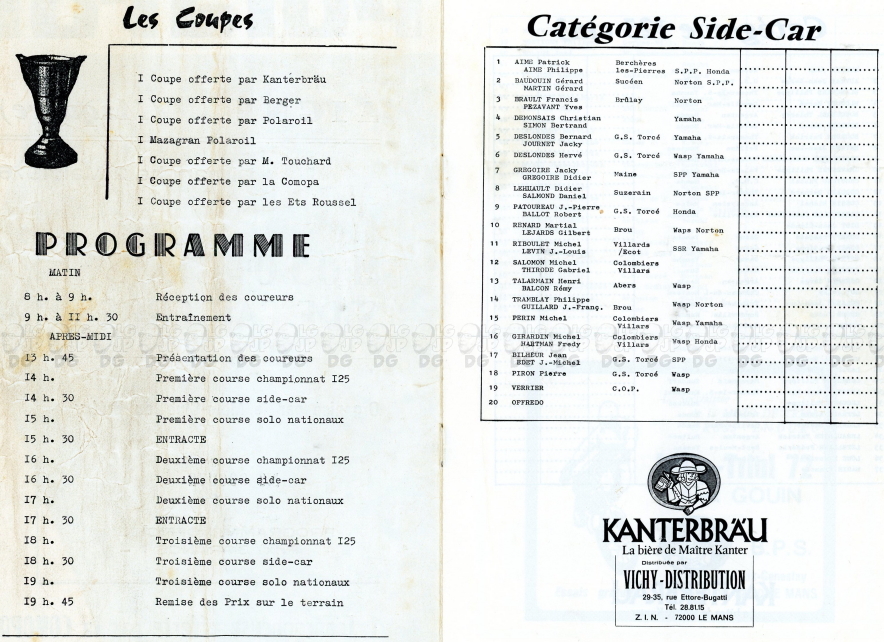 Les Coupes
I Coupe offerte par Kanterbräu
I Coupe offerte par Berger
I Coupe offerte par Polaroil
I Mazagran Polaroil
I Coupe offerte par M. Touchard
I Coupe offerte par la Comopa
I Coupe offerte par les Ets Roussel
PROGRAMME
MATIN
8 h. à 9 h. Réception des coureurs
9 h. à II h. 30 Entraînement
APRES-MIDI
I3 h. 45 Présentation des coureurs
I4 h. Première course championnat I25
I4 h. 30 Première course side-car
I5 h. Première course solo nationaux
I5 h. 30 ENTRACTE
I6 h. Deuxième course championnat I25
I6 h. 30 Deuxième course side-car
I7 h. Deuxième course solo nationaux
I7 h. 30 ENTRACTE
I8 h. Troisième course championnat I25
I8 h. 30 Troisième course side-car
I9 h. Troisième course solo nationaux
I9 h. 45 Remise des Prix sur le terrain
Catégorie Side-Car
1 AIME Patrick Berchères
AIME Philippe les-Pierres S.P.P. Honda
2 BAUDOUIN Gérard Sucéen Norton S.P.P.
MARTIN Gérard
3 BRAULT Francis Brûlay Norton
PEZAVANT Yves
4 DEMONSAIS Christian Yamaha
SIMON Bertrand
5 DESLONDES Bernard G.S. Torcé Yamaha
JOURNET Jacky
6 DESLONDES Hervé G.S. Torcé Wasp Yamaha
7 GREGOIRE Jacky Maine SPP Yamaha
GREGOIRE Didier
8 LEHUAULT Didier Suzerain Norton SPP
SALMOND Daniel
9 PATOUREAU J.-Pierre G.S. Torcé Honda
BALLOT Robert
10 RENARD Martial Brou Waps Norton
LEJARDS Gilbert
11 RIBOULET Michel Villards SSR Yamaha
LEVIN J.-Louis /Ecot
12 SALOMON Michel Colombiers
THIRODE Gabriel Villars
13 TALARMAIN Henri Abers Wasp
BALCON Rémy
14 TRAMBLAY Philippe Wasp Norton
GUILLARD J.-Franç. Brou
15 PERIN Michel Colombiers Wasp Yamaha
Villars
16 GIRARDIN Michel Colombiers Wasp Honda
HARTMAN Fredy Villars
17 BILHEUR Jean G.S. Torcé SPP
EDET J.-Michel
18 PIRON Pierre G.S. Torcé Wasp
19 VERRIER C.O.P. Wasp
20 OFFREDO
KANTERBRÄU
La bière de Maître Kanter
Distribuée par
VICHY-DISTRIBUTION
29-35, rue Ettore-Bugatti
Tél. 28.81.15
Z. I. N. - 72000 LE MANS